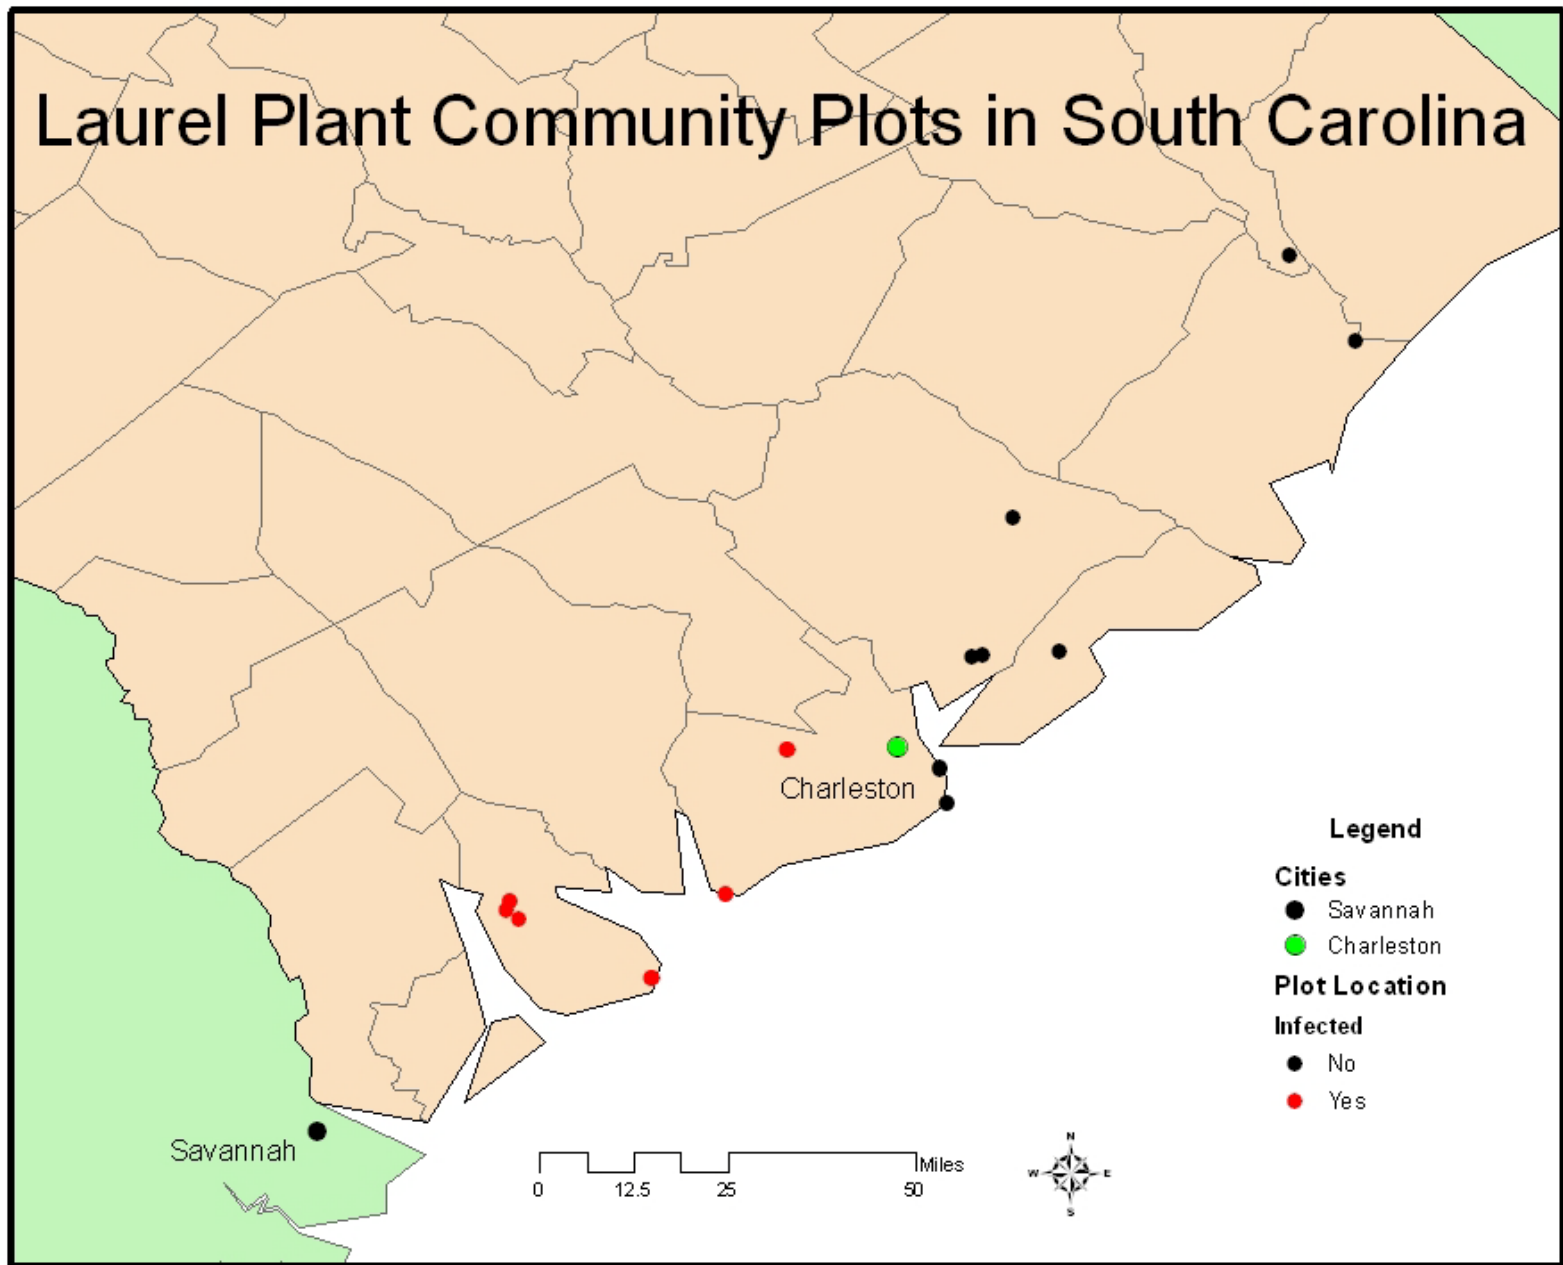 Laurel Plant Community Plots in South Carolina
Charleston
Legend
Cities
Savannah
Charleston
Plot Location
Infected
No
Yes
Savannah
Miles
0 12.5 25 50
N
W E
S